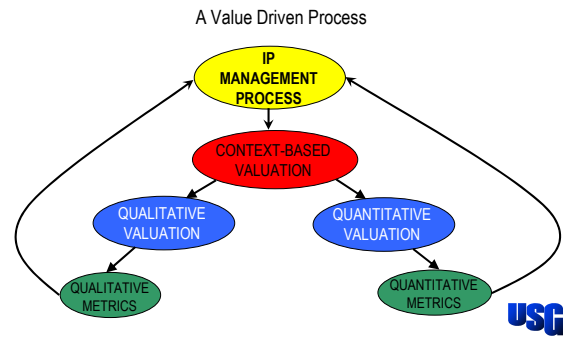 A Value Driven Process
IP
MANAGEMENT
PROCESS
CONTEXT-BASED
VALUATION
QUALITATIVE
VALUATION
QUANTITATIVE
VALUATION
QUALITATIVE
METRICS
QUANTITATIVE
METRICS
USG